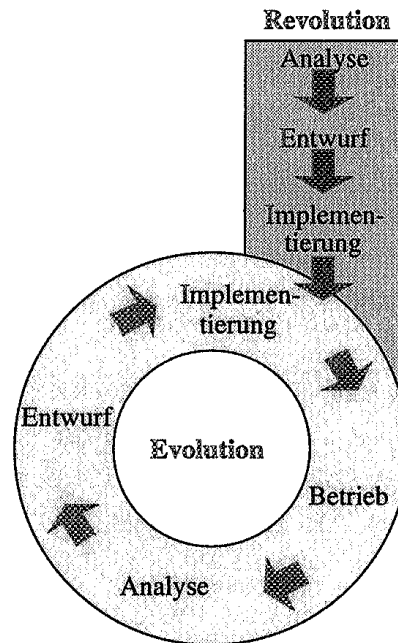 Revolution
Analyse
Entwurf
Implemen-
tierung
Implemen-
tierung
Entwurf
Evolution
Betrieb
Analyse